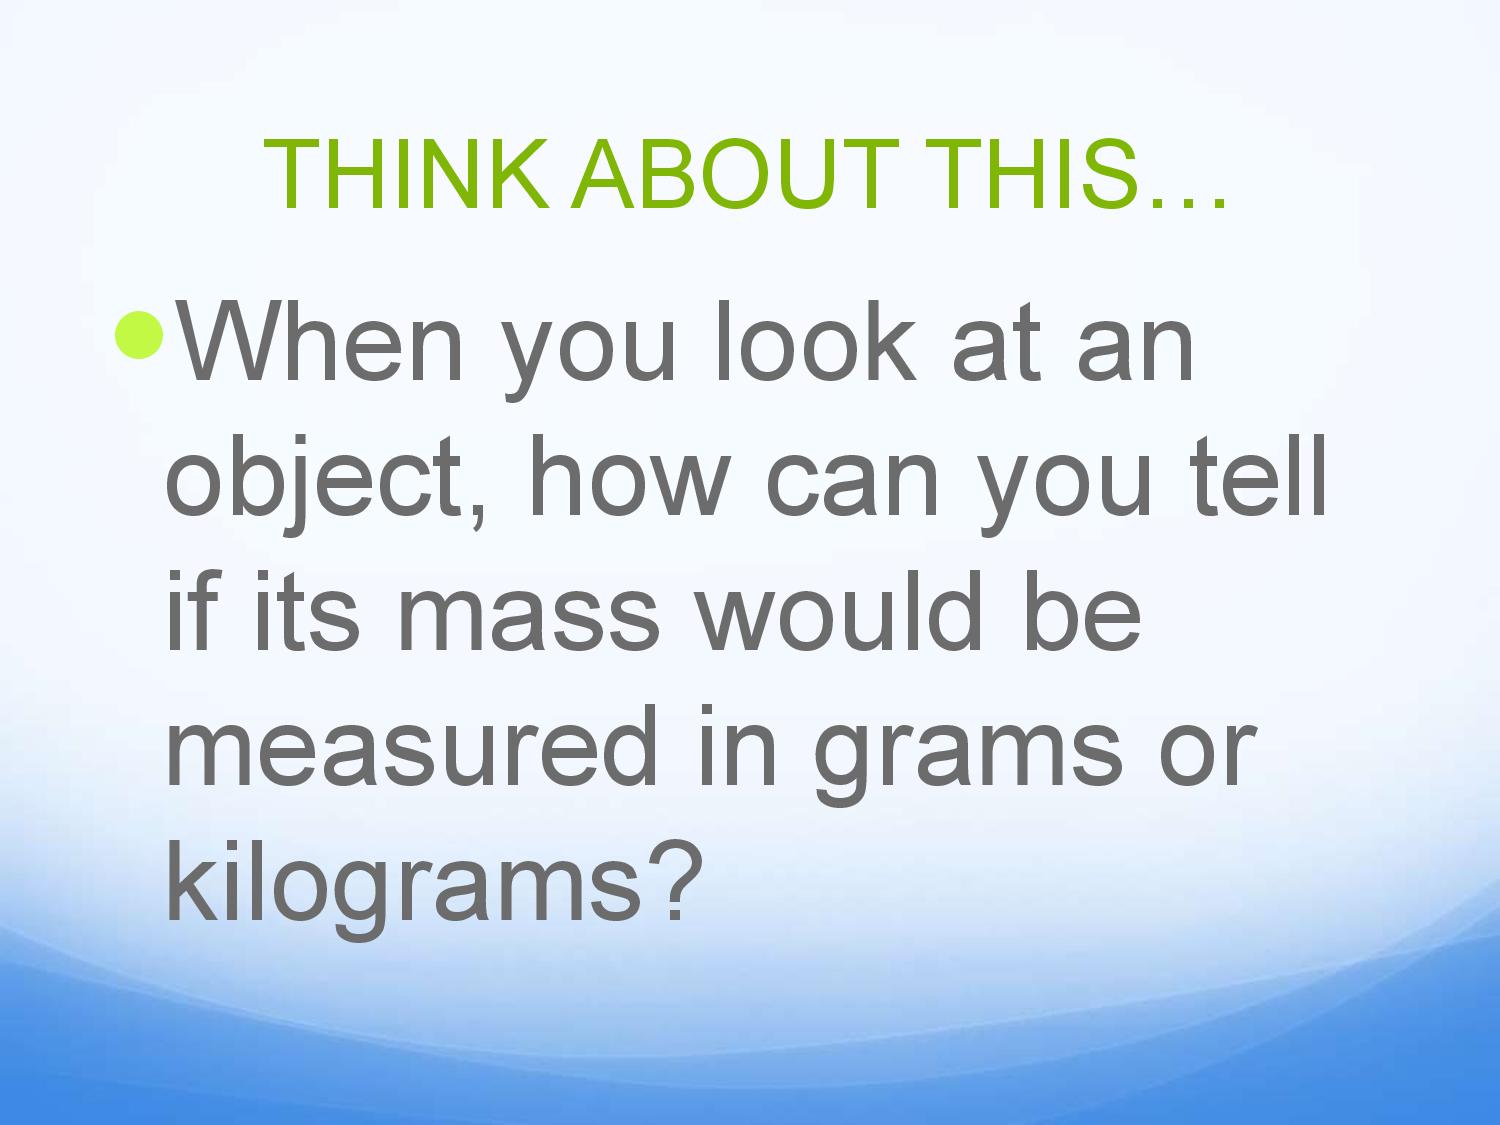 THINK ABOUT THIS…
●When you look at an
object, how can you tell
if its mass would be
measured in grams or
kilograms?